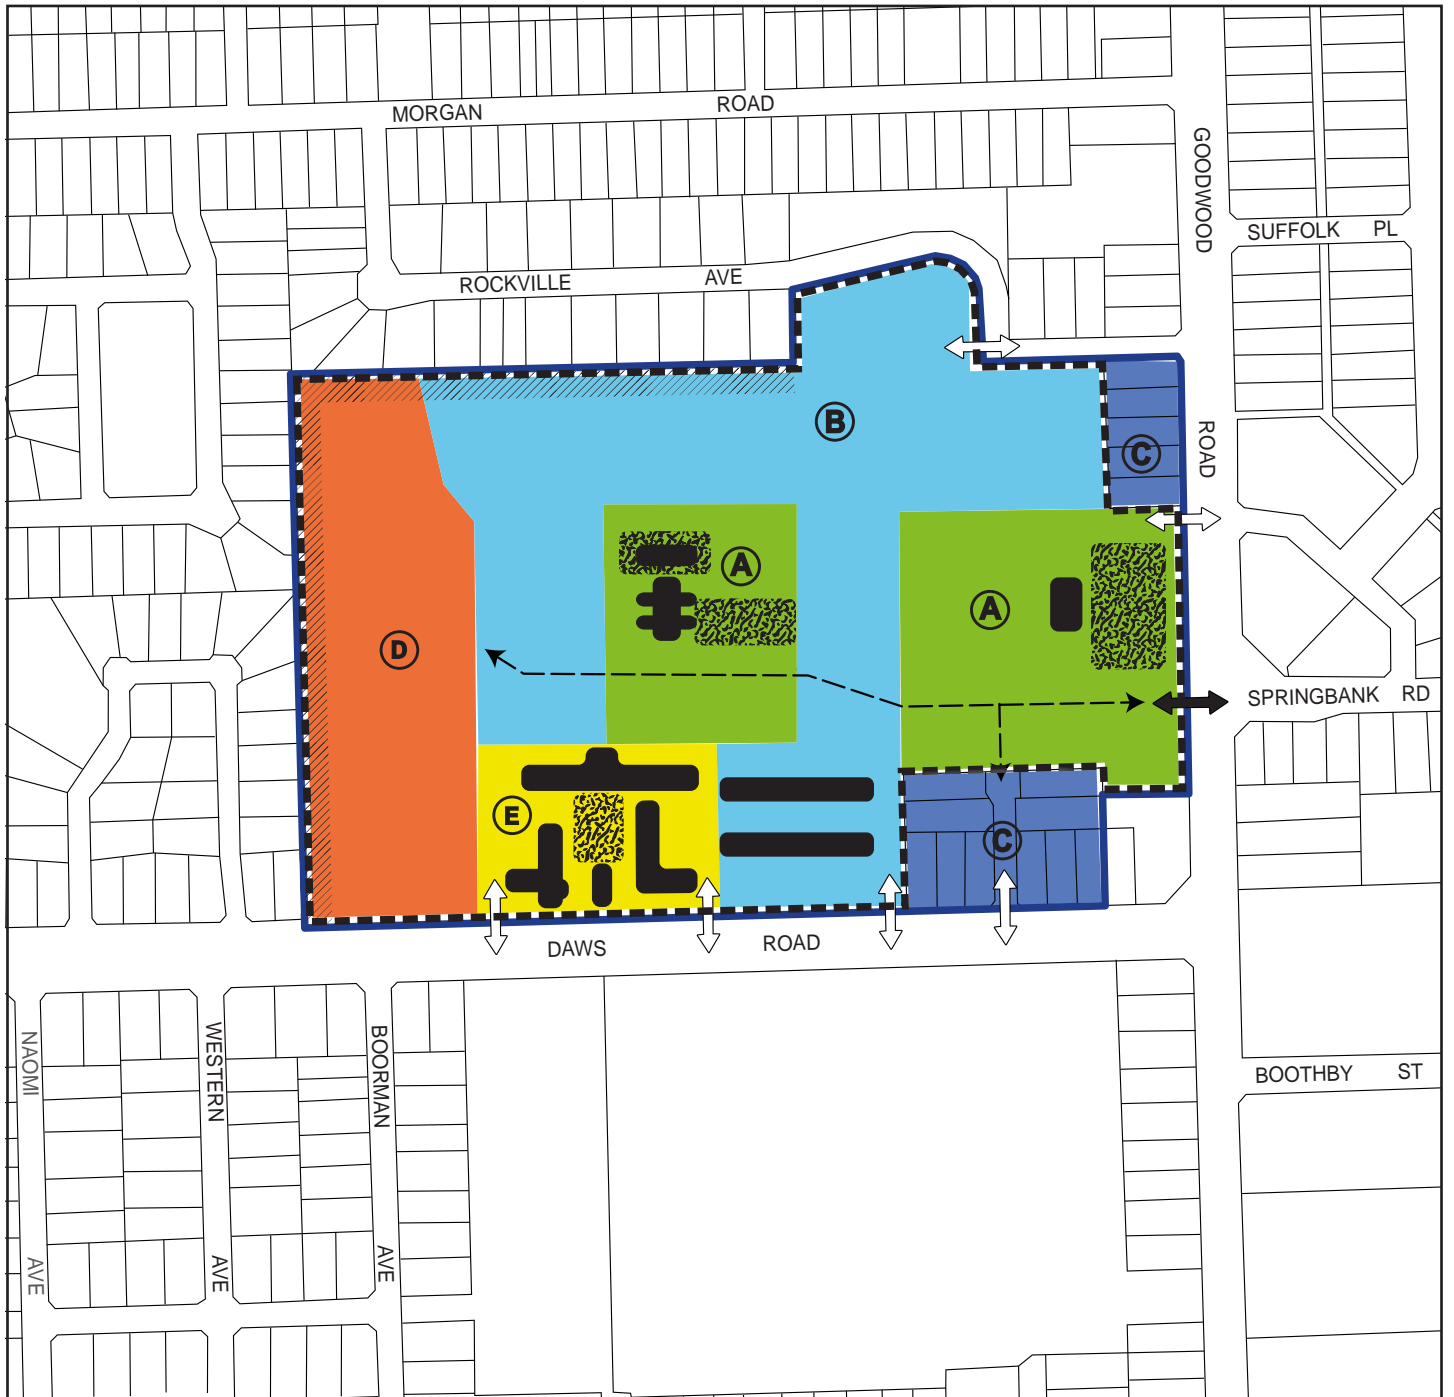 MORGAN ROAD
GOODWOOD
SUFFOLK PL
ROCKVILLE AVE
B
C
ROAD
A
A
D
SPRINGBANK RD
E
C
DAWS ROAD
NAOMI
WESTERN
BOORMAN
BOOTHBY ST
AVE
AVE
AVE